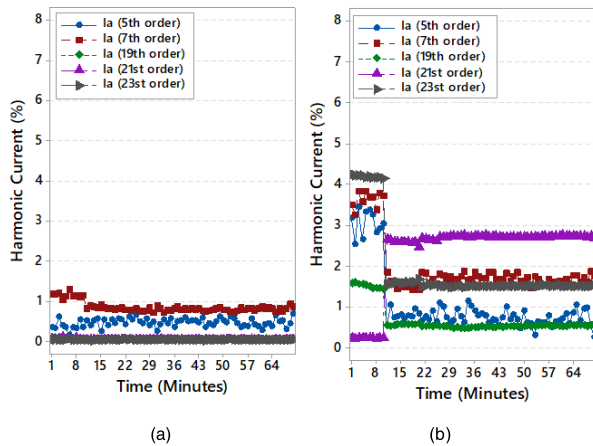 Ia (5th order)
Ia (7th order)
Ia (19th order)
Ia (21st order)
Ia (23st order)
Harmonic Current (%)
8
7
6
5
4
3
2
1
0
1 8 15 22 29 36 43 50 57 64
Time (Minutes)
(a)
Ia (5th order)
Ia (7th order)
Ia (19th order)
Ia (21st order)
Ia (23st order)
Harmonic Current (%)
8
7
6
5
4
3
2
1
0
1 8 15 22 29 36 43 50 57 64
Time (Minutes)
(b)